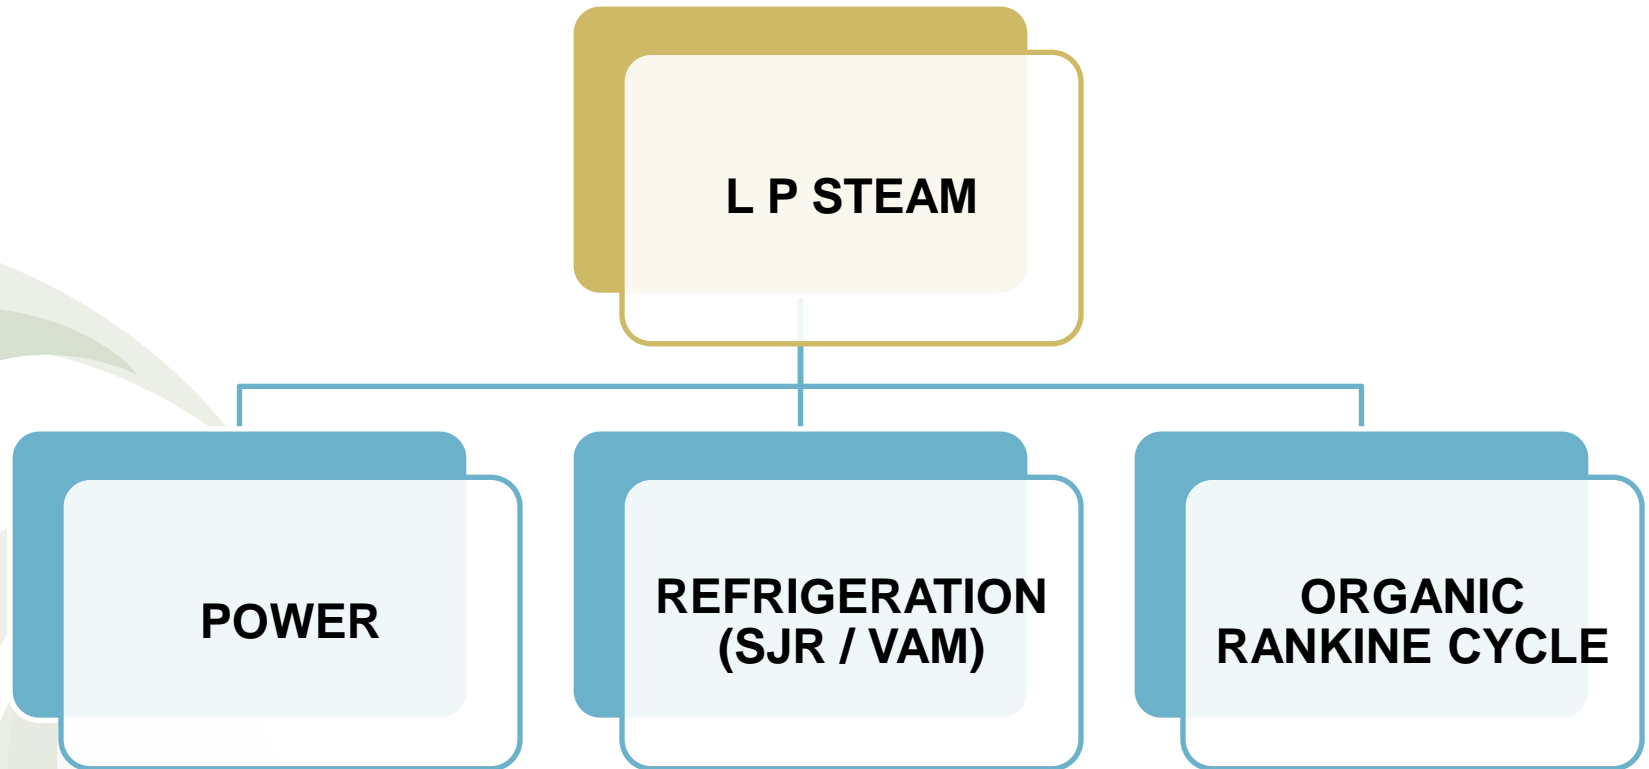 L P STEAM
POWER
REFRIGERATION
(SJR / VAM)
ORGANIC
RANKINE CYCLE